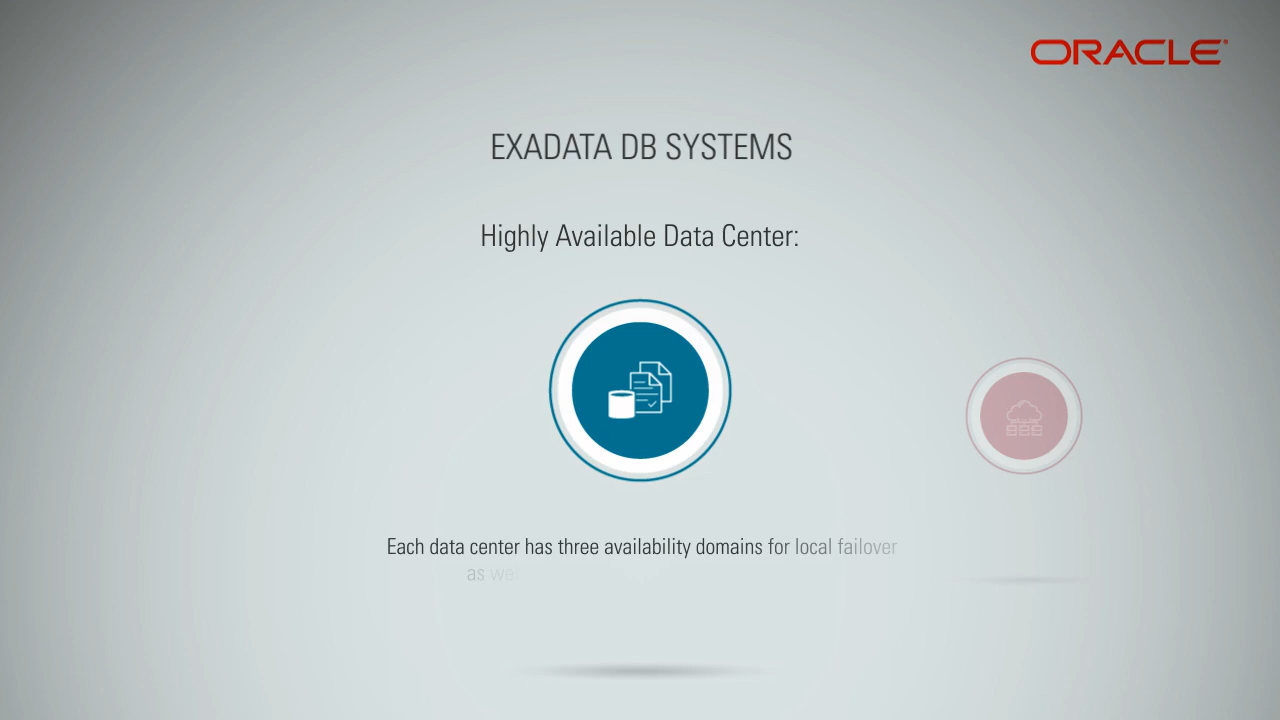 ORACLE
EXADATA DB SYSTEMS
Highly Available Data Center:
Each data center has three availability domains for local failover
as